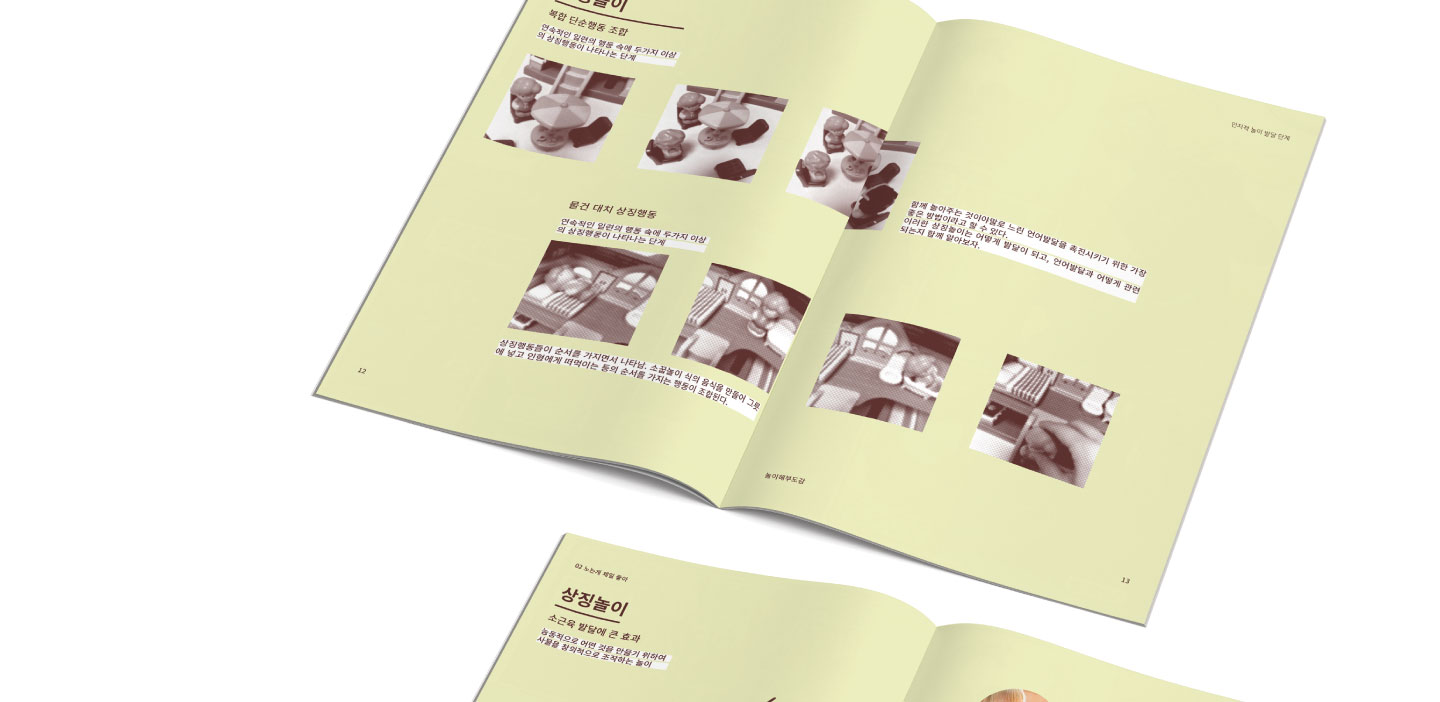 놀이
복합 단순행동 조합
연속적인 일련의 행동 속에 두가지 이상
의 상징행동이 나타나는 단계
물건 대치 상징행동
연속적인 일련의 행동 속에 두가지 이상
의 상징행동이 나타나는 단계
상징행동들이 순서를 가지면서 나타남. 소꿉놀이 식의 음식을 만들어 그릇
에 넣고 인형에게 떠먹이는 등의 순서를 가지는 행동이 조합된다.
12
인지적 놀이 발달 단계
함께 놀아주는 것이야말로 느린 언어발달을 촉진시키기 위한 가장
좋은 방법이라고 할 수 있다.
이러한 상징놀이는 어떻게 발달이 되고, 언어발달과 어떻게 관련
되는지 함께 알아보자.
놀이해부도감
13
02 노는게 제일 좋아
상징놀이
소근육 발달에 큰 효과
능동적으로 어떤 것을 만들기 위하여
사물을 창의적으로 조작하는 놀이